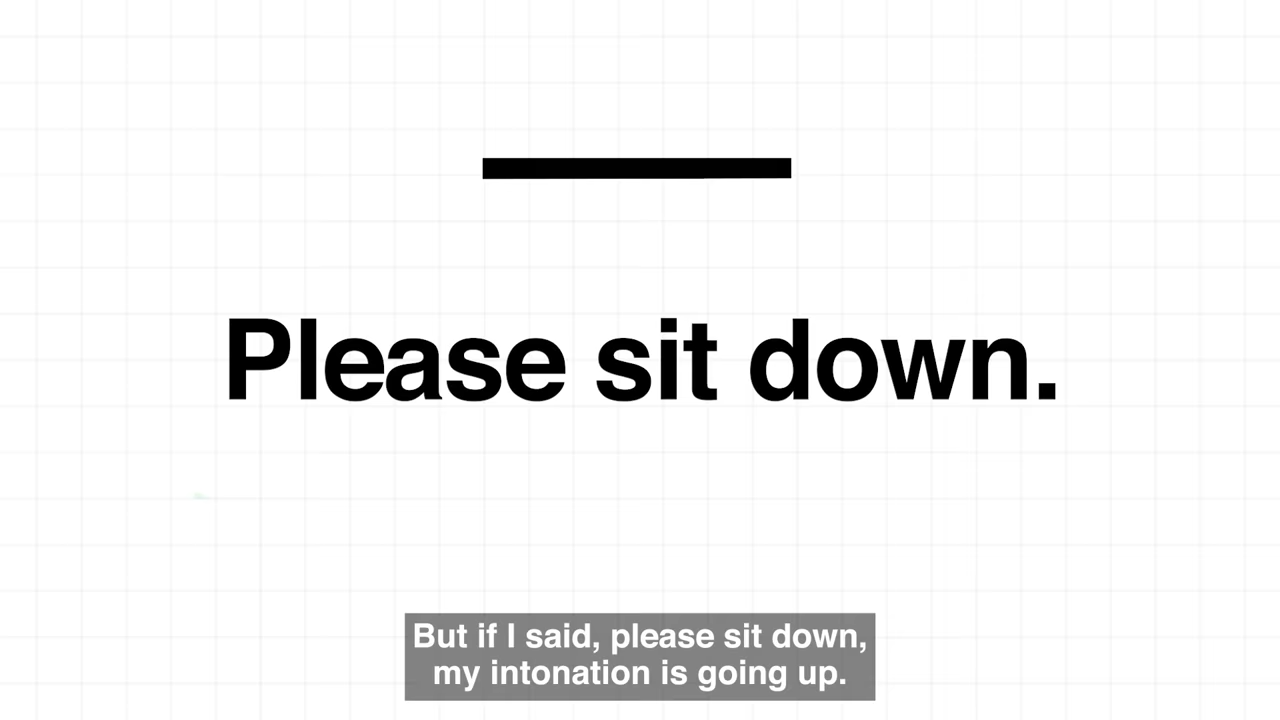 Please sit down.
But if I said, please sit down,
my intonation is going up.